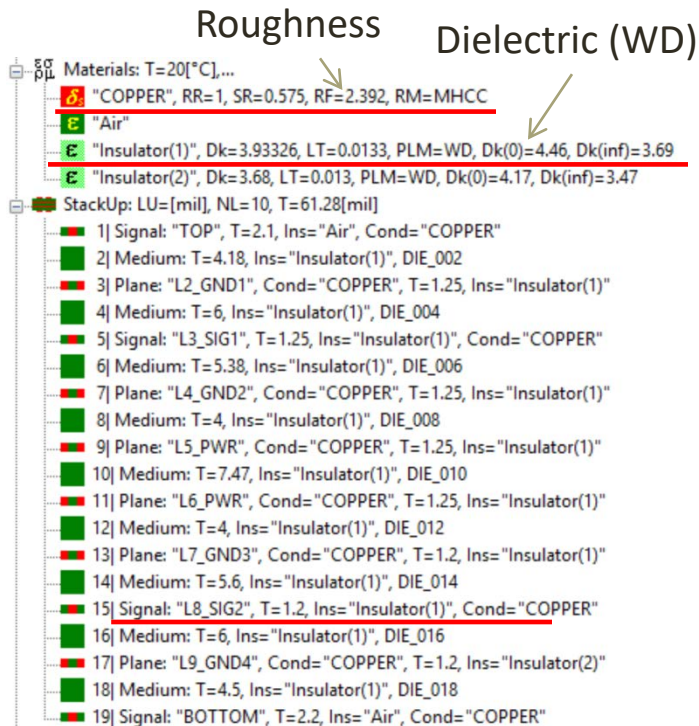 Roughness
Dielectric (WD)
Materials: T=20[°C],...
"COPPER", RR=1, SR=0.575, RF=2.392, RM=MHCC
"Air"
"Insulator(1)", Dk=3.93326, LT=0.0133, PLM=WD, Dk(0)=4.46, Dk(inf)=3.69
"Insulator(2)", Dk=3.68, LT=0.013, PLM=WD, Dk(0)=4.17, Dk(inf)=3.47
StackUp: LU=[mil], NL=10, T=61.28[mil]
1| Signal: "TOP", T=2.1, Ins="Air", Cond="COPPER"
2| Medium: T=4.18, Ins="Insulator(1)", DIE_002
3| Plane: "L2_GND1", Cond="COPPER", T=1.25, Ins="Insulator(1)"
4| Medium: T=6, Ins="Insulator(1)", DIE_004
5| Signal: "L3_SIG1", T=1.25, Ins="Insulator(1)", Cond="COPPER"
6| Medium: T=5.38, Ins="Insulator(1)", DIE_006
7| Plane: "L4_GND2", Cond="COPPER", T=1.25, Ins="Insulator(1)"
8| Medium: T=4, Ins="Insulator(1)", DIE_008
9| Plane: "L5_PWR", Cond="COPPER", T=1.25, Ins="Insulator(1)"
10| Medium: T=7.47, Ins="Insulator(1)", DIE_010
11| Plane: "L6_PWR", Cond="COPPER", T=1.25, Ins="Insulator(1)"
12| Medium: T=4, Ins="Insulator(1)", DIE_012
13| Plane: "L7_GND3", Cond="COPPER", T=1.2, Ins="Insulator(1)"
14| Medium: T=5.6, Ins="Insulator(1)", DIE_014
15| Signal: "L8_SIG2", T=1.2, Ins="Insulator(1)", Cond="COPPER"
16| Medium: T=6, Ins="Insulator(1)", DIE_016
17| Plane: "L9_GND4", Cond="COPPER", T=1.2, Ins="Insulator(2)"
18| Medium: T=4.5, Ins="Insulator(1)", DIE_018
19| Signal: "BOTTOM", T=2.2, Ins="Air", Cond="COPPER"